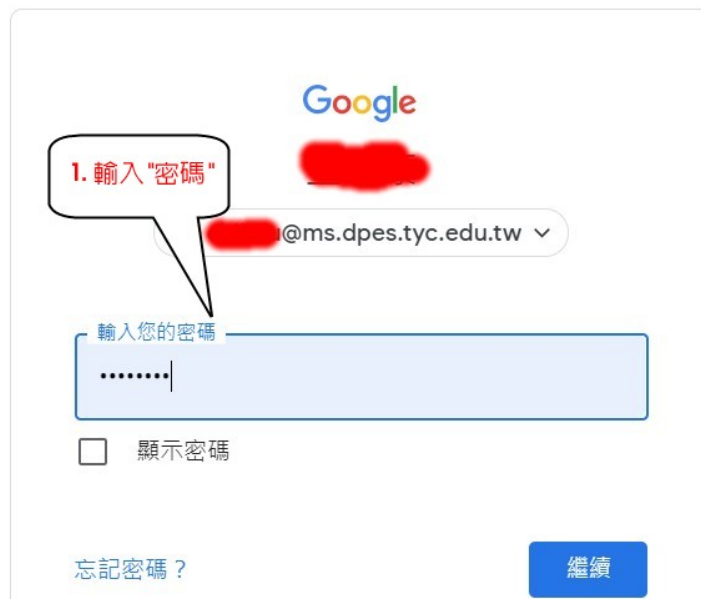 Google
1. 輸入"密碼"
@ms.dpes.tyc.edu.tw
輸入您的密碼
••••••••
顯示密碼
忘記密碼？
繼續